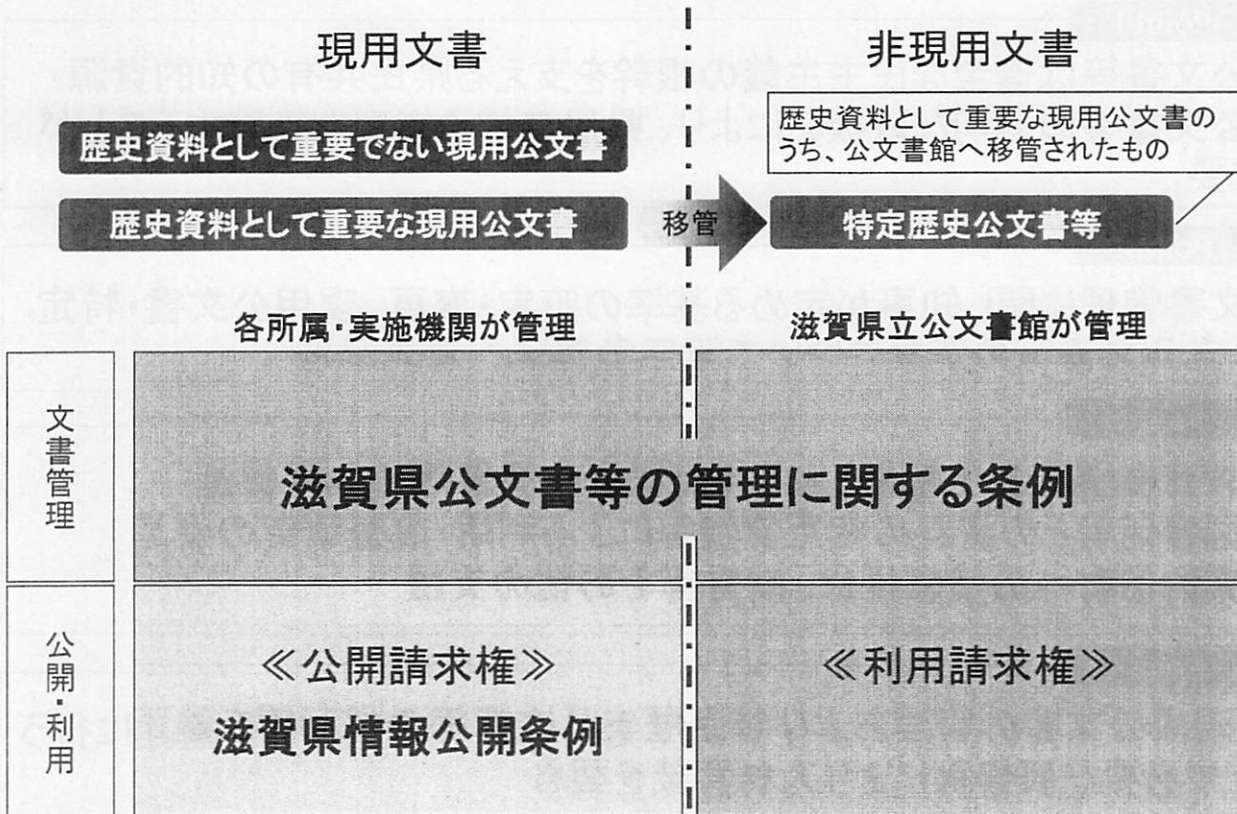 現用文書
非現用文書
歴史資料として重要な現用公文書の
うち、公文書館へ移管されたもの
歴史資料として重要でない現用公文書
歴史資料として重要な現用公文書
移管
特定歴史公文書等
各所属・実施機関が管理
滋賀県立公文書館が管理
文書管理
滋賀県公文書等の管理に関する条例
公開・利用
≪公開請求権≫
滋賀県情報公開条例
≪利用請求権≫